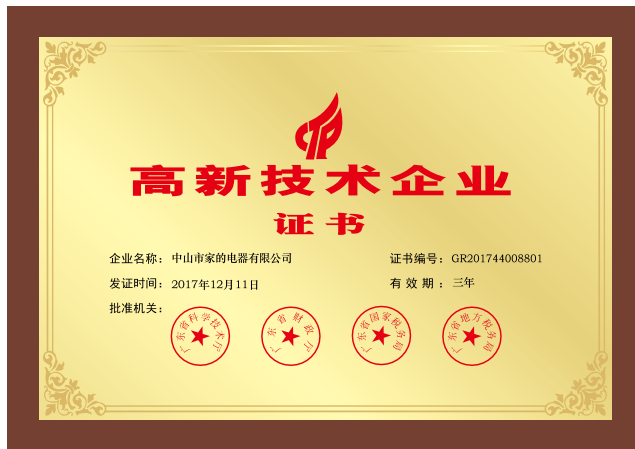 高新技术企业
证书
企业名称：中山市家的电器有限公司
证书编号：GR201744008801
发证时间：2017年12月11日
有效期：三年
批准机关：
广东省科学技术厅
广东省财政厅
广东省国家税务局
广东省地方税务局